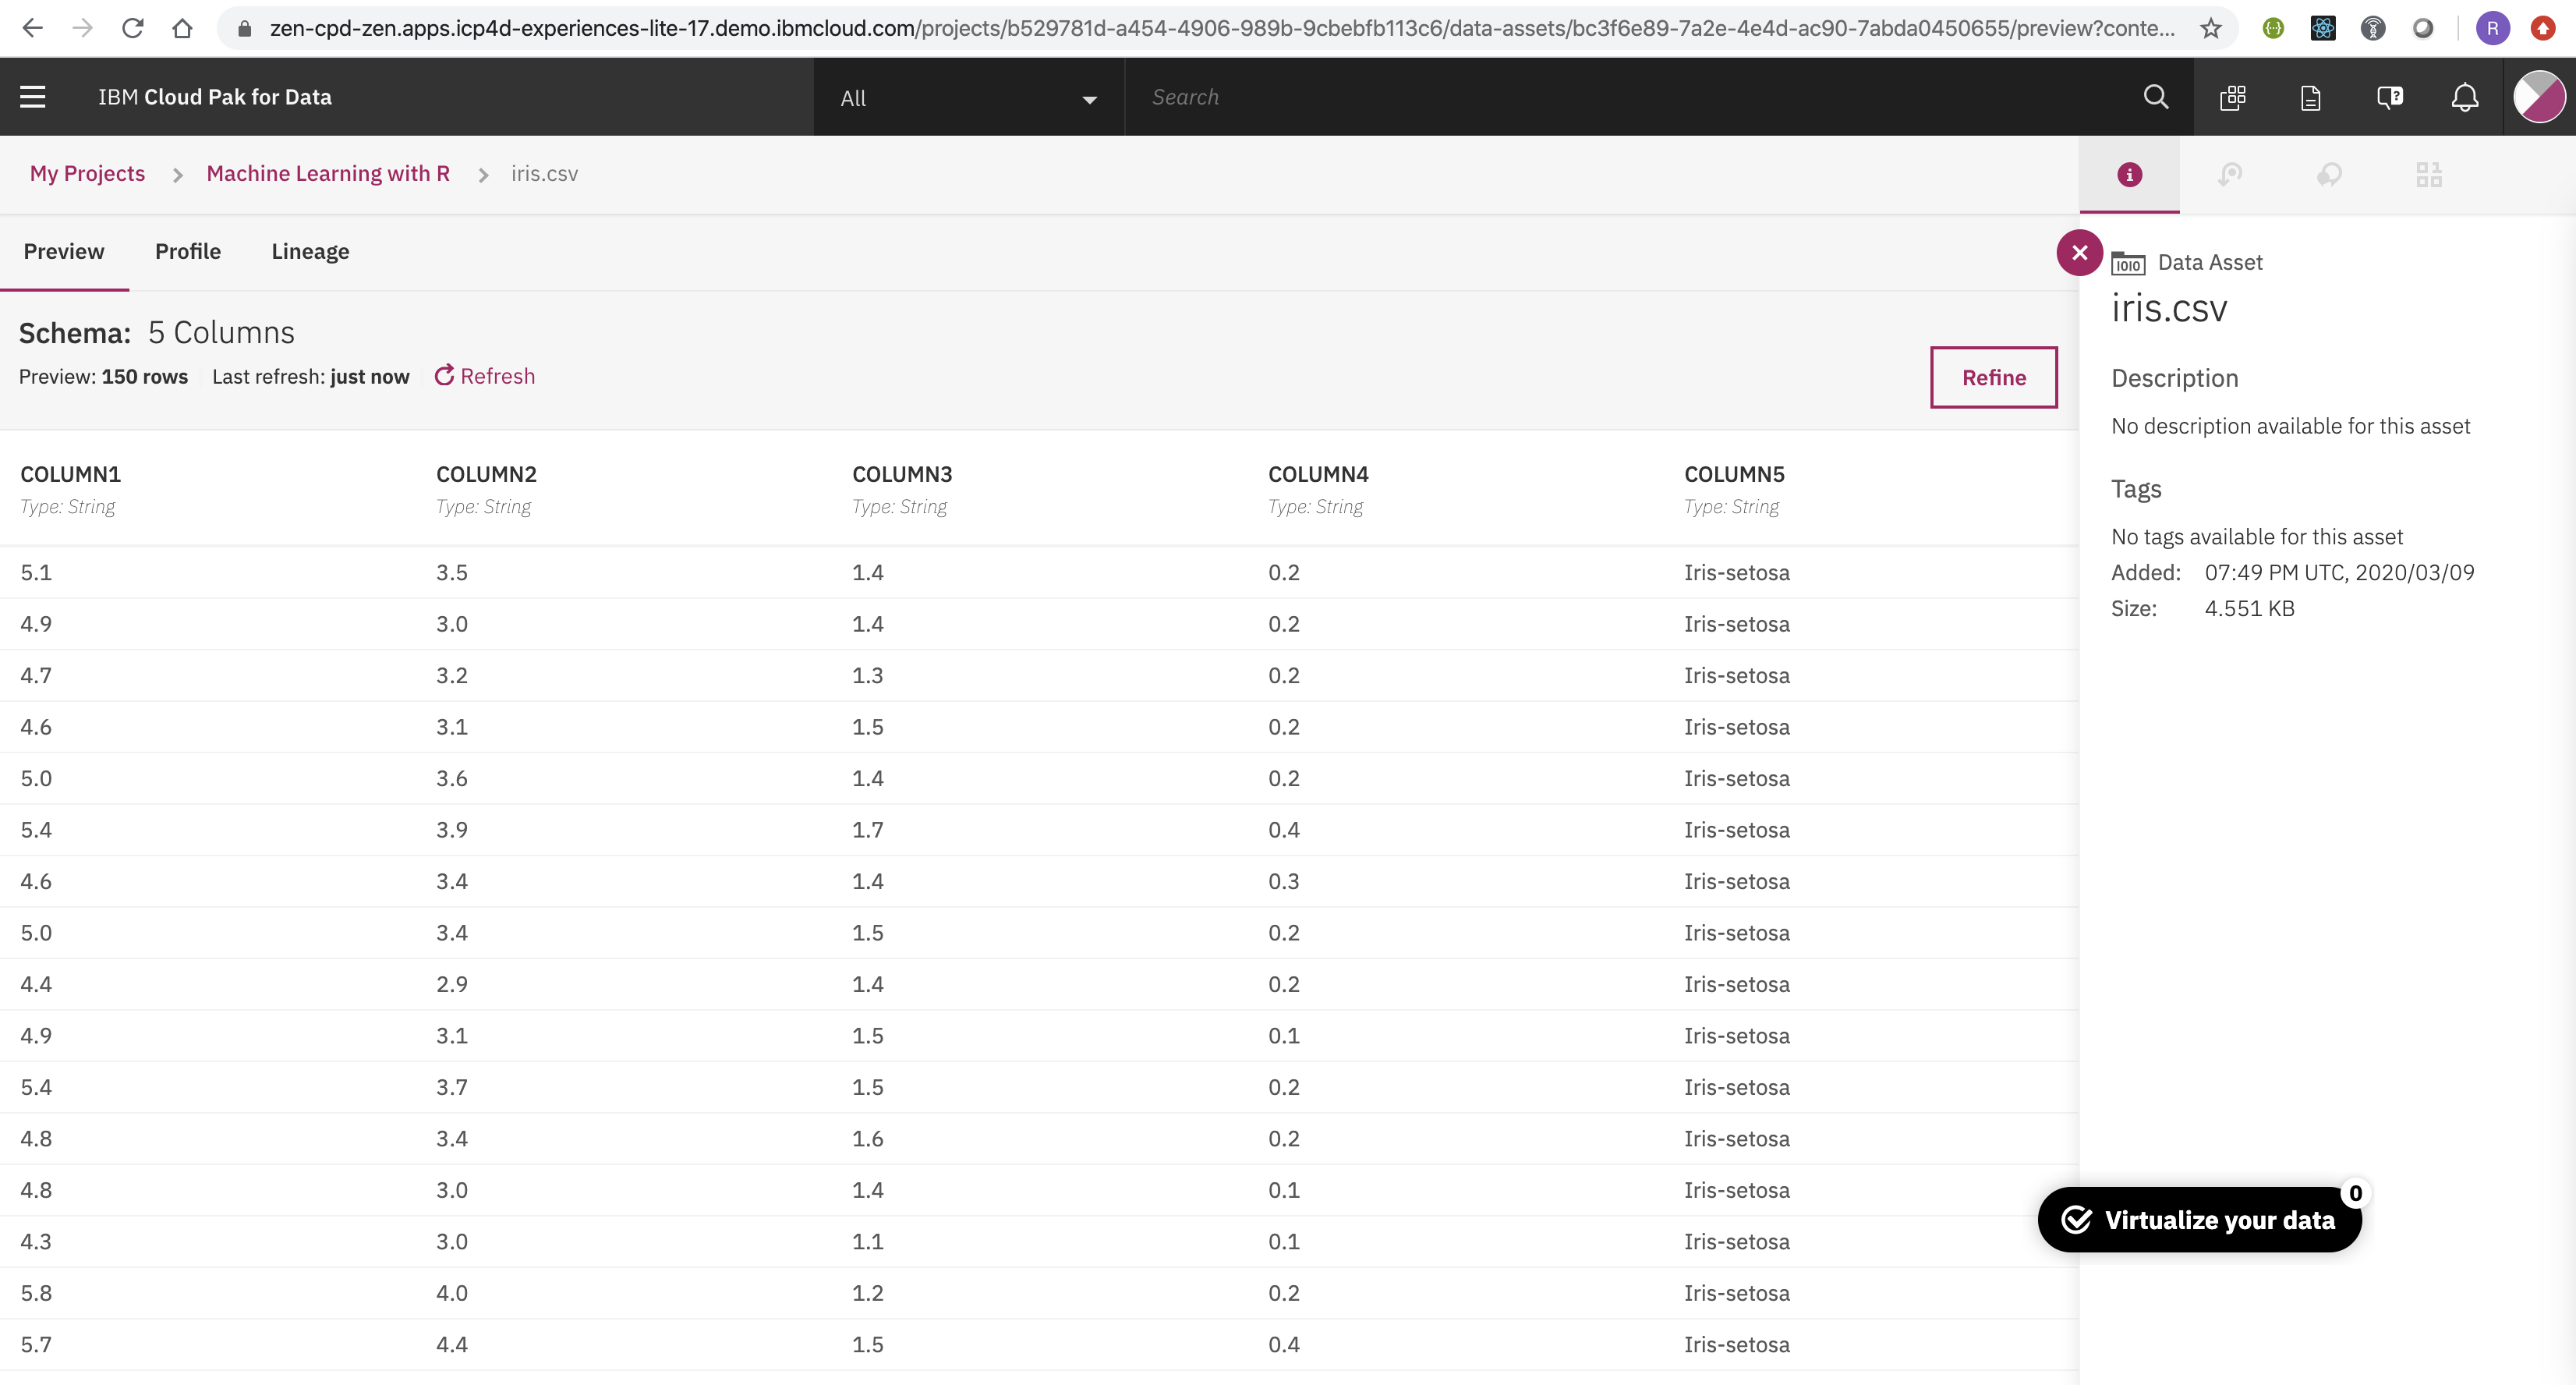 zen-cpd-zen.apps.icp4d-experiences-lite-17.demo.ibmcloud.com/projects/b529781d-a454-4906-989b-9cbebfb113c6/data-assets/bc3f6e89-7a2e-4e4d-ac90-7abda0450655/preview?conte... R
IBM Cloud Pak for Data All Search
My Projects > Machine Learning with R > iris.csv
Preview Profile Lineage
Schema: 5 Columns
Preview: 150 rows Last refresh: just now Refresh
Refine
COLUMN1 COLUMN2 COLUMN3 COLUMN4 COLUMN5
Type: String Type: String Type: String Type: String Type: String
5.1 3.5 1.4 0.2 Iris-setosa
4.9 3.0 1.4 0.2 Iris-setosa
4.7 3.2 1.3 0.2 Iris-setosa
4.6 3.1 1.5 0.2 Iris-setosa
5.0 3.6 1.4 0.2 Iris-setosa
5.4 3.9 1.7 0.4 Iris-setosa
4.6 3.4 1.4 0.3 Iris-setosa
5.0 3.4 1.5 0.2 Iris-setosa
4.4 2.9 1.4 0.2 Iris-setosa
4.9 3.1 1.5 0.1 Iris-setosa
5.4 3.7 1.5 0.2 Iris-setosa
4.8 3.4 1.6 0.2 Iris-setosa
4.8 3.0 1.4 0.1 Iris-setosa
4.3 3.0 1.1 0.1 Iris-setosa
5.8 4.0 1.2 0.2 Iris-setosa
5.7 4.4 1.5 0.4 Iris-setosa
Data Asset
iris.csv
Description
No description available for this asset
Tags
No tags available for this asset
Added: 07:49 PM UTC, 2020/03/09
Size: 4.551 KB
0
Virtualize your data